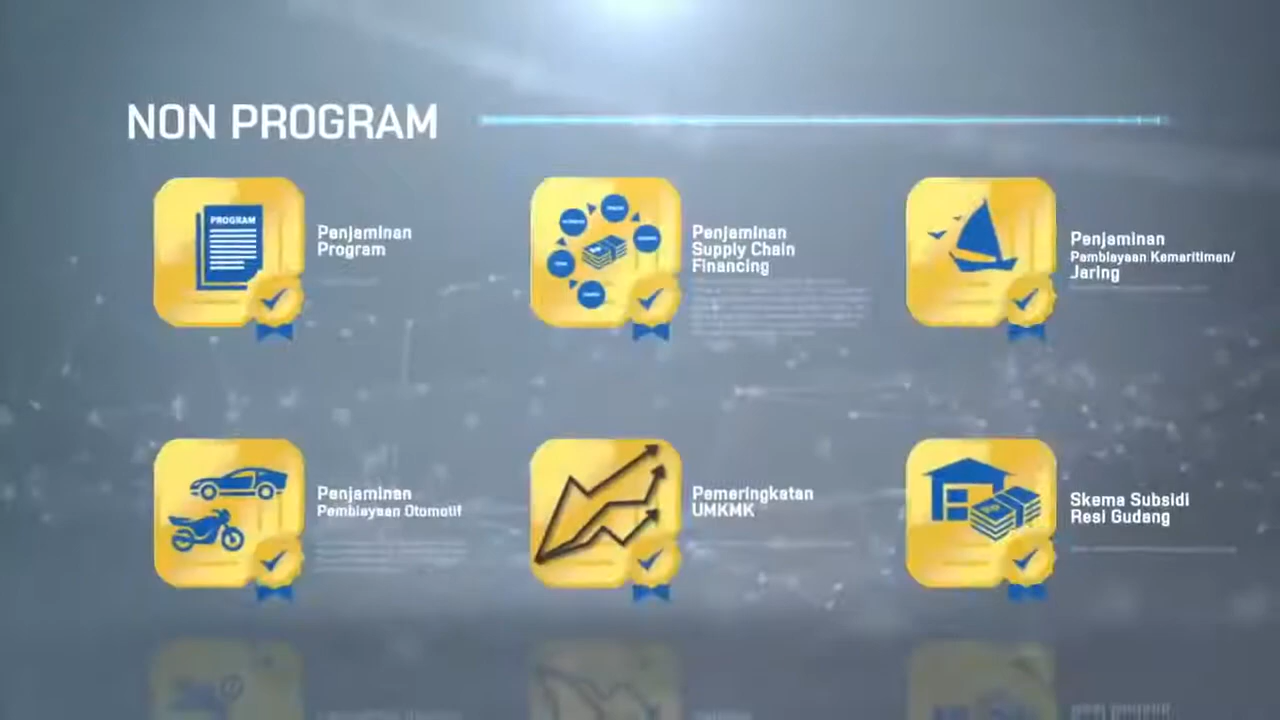 NON PROGRAM
PROGRAM
Penjaminan
Program
Penjaminan
Supply Chain
Financing
Penjaminan
Pembiayaan Kemaritiman/
Jaring
Penjaminan
Pembiayaan Otomotif
Pemeringkatan
UMKMK
Skema Subsidi
Resi Gudang